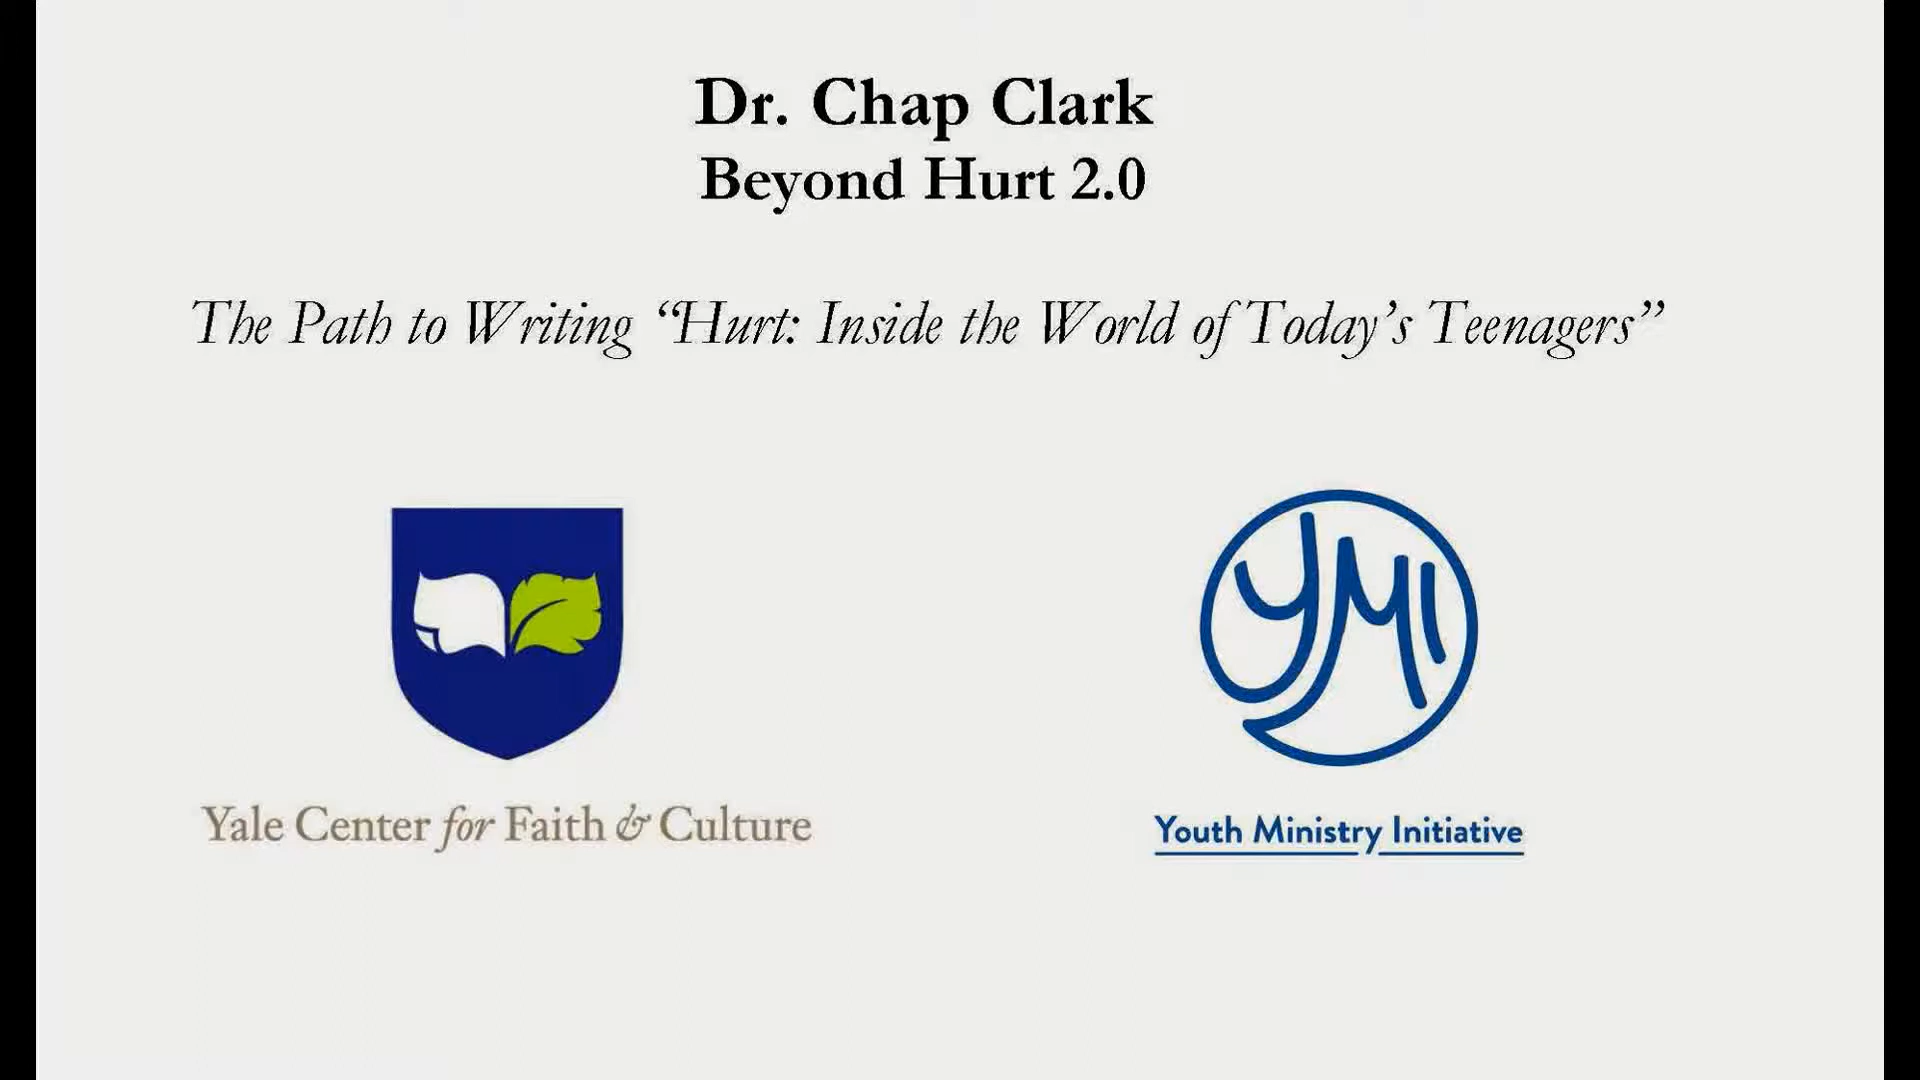 Dr. Chap Clark
Beyond Hurt 2.0
The Path to Writing “Hurt: Inside the World of Today’s Teenagers”
YMI
Yale Center for Faith & Culture
Youth Ministry Initiative